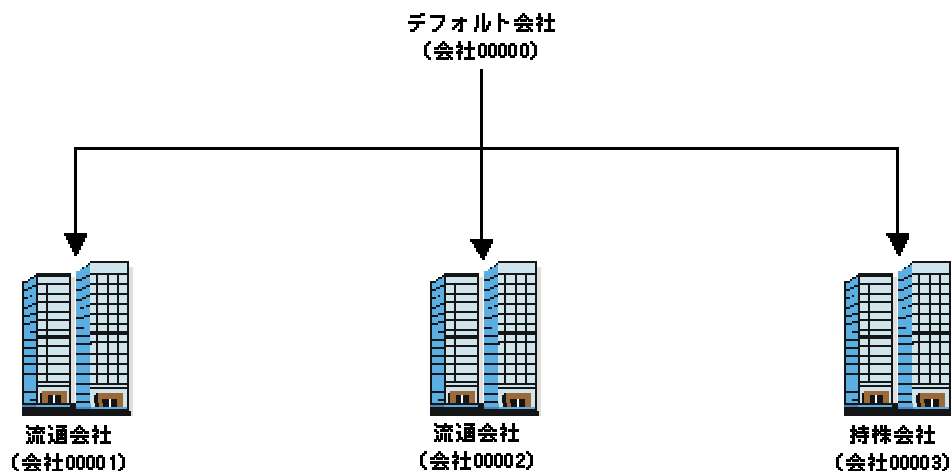 デフォルト会社
(会社00000)
流通会社
(会社00001)
流通会社
(会社00002)
持株会社
(会社00003)